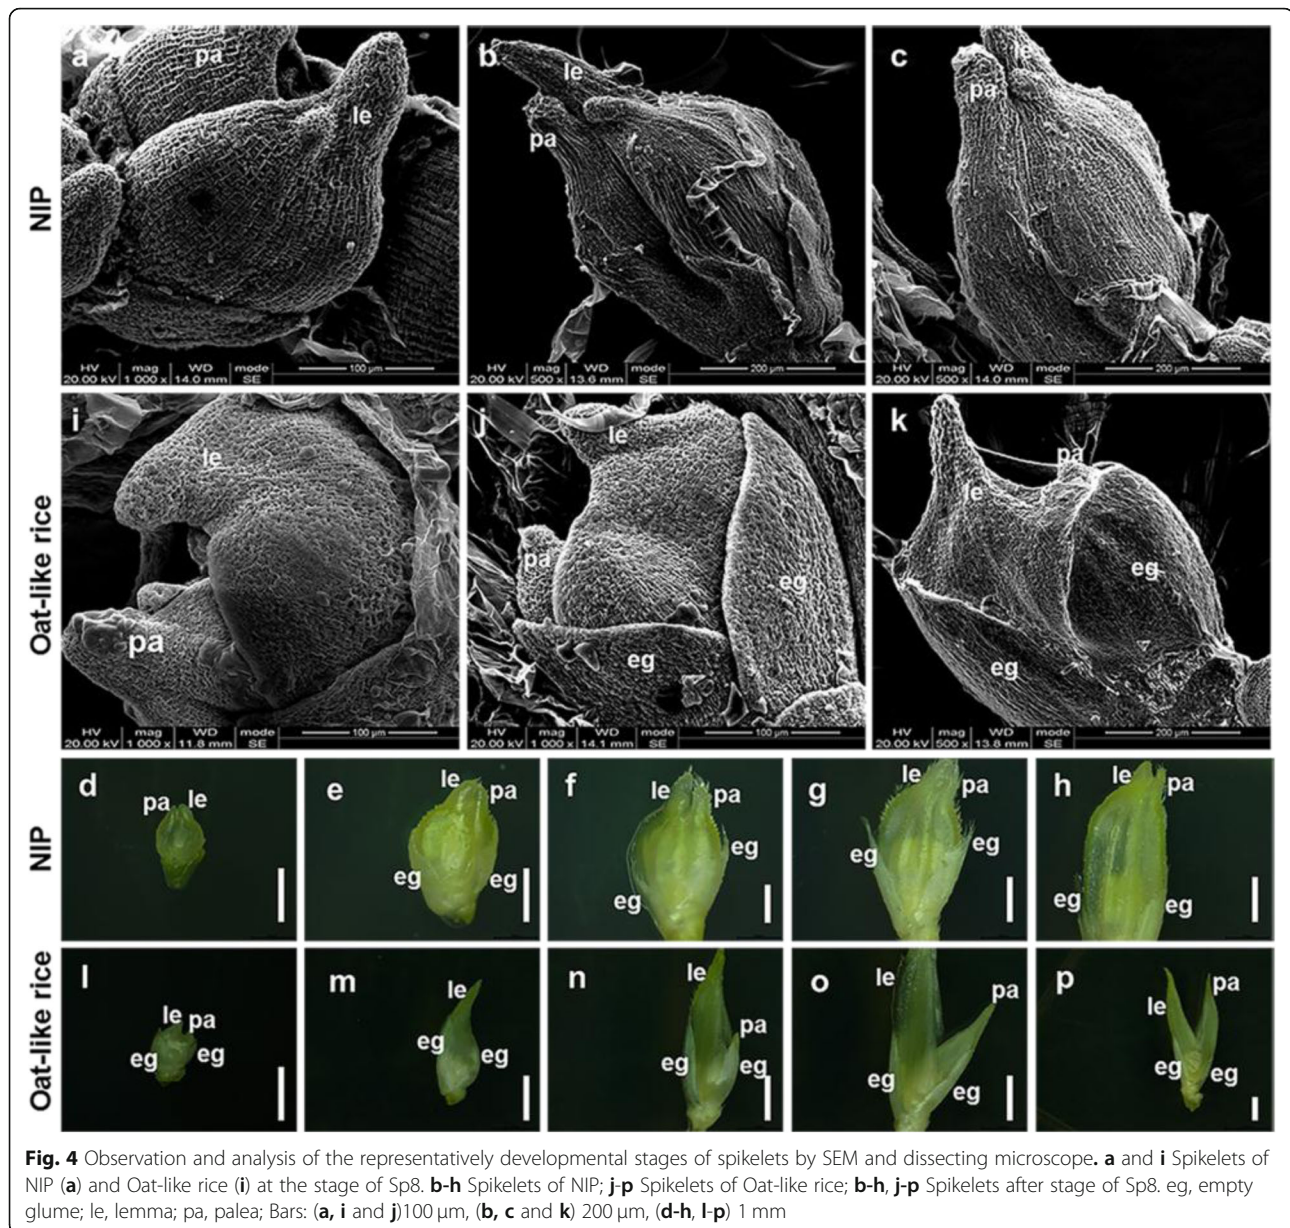 NIP
a
pa
le
HV | mag | WD | mode
20.00 kV | 1 000 x | 14.0 mm | SE
100 µm
b
le
pa
HV | mag | WD | mode
20.00 kV | 500 x | 13.6 mm | SE
200 µm
c
le
pa
HV | mag | WD | mode
20.00 kV | 500 x | 14.0 mm | SE
200 µm
Oat-like rice
i
le
pa
HV | mag | WD | mode
20.00 kV | 1 000 x | 11.8 mm | SE
100 µm
j
le
pa
eg
eg
HV | mag | WD | mode
20.00 kV | 1 000 x | 14.1 mm | SE
100 µm
k
pa
le
eg
eg
HV | mag | WD | mode
20.00 kV | 500 x | 13.8 mm | SE
200 µm
NIP
d
pa le
e
le
pa
eg eg
f
le pa
eg
eg
g
le
pa
eg eg
h
le
pa
eg eg
Oat-like rice
l
le pa
eg eg
m
le
eg eg
n
le
pa
eg eg
o
le
pa
eg eg
p
le pa
eg eg
Fig. 4 Observation and analysis of the representatively developmental stages of spikelets by SEM and dissecting microscope. a and i Spikelets of
NIP (a) and Oat-like rice (i) at the stage of Sp8. b-h Spikelets of NIP; j-p Spikelets of Oat-like rice; b-h, j-p Spikelets after stage of Sp8. eg, empty
glume; le, lemma; pa, palea; Bars: (a, i and j)100 µm, (b, c and k) 200 µm, (d-h, l-p) 1 mm